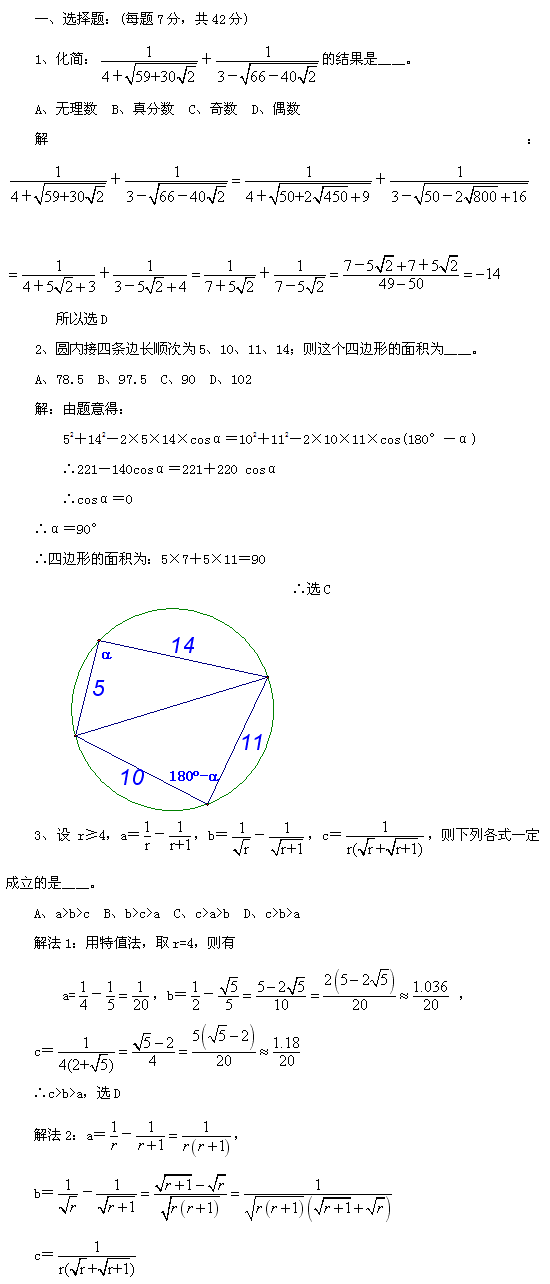 一、选择题：(每题7分，共42分)
1、化简：1/(4+√(59+30√2))＋1/(3−√(66−40√2))的结果是___。
A、无理数 B、真分数 C、奇数 D、偶数
解：
1/(4+√(59+30√2))＋1/(3−√(66−40√2))=1/(4+√(50+2√450+9))＋1/(3−√(50−2√800+16))
=1/(4+5√2+3)＋1/(3−5√2+4)=1/(7+5√2)＋1/(7−5√2)=(7−5√2+7+5√2)/(49−50)=−14
所以选D
2、圆内接四条边长顺次为5、10、11、14；则这个四边形的面积为___。
A、78.5 B、97.5 C、90 D、102
解：由题意得：
5²＋14²－2×5×14×cosα＝10²＋11²－2×10×11×cos(180°－α)
∴221－140cosα＝221＋220 cosα
∴cosα＝0
∴α＝90°
∴四边形的面积为：5×7＋5×11＝90
∴选C
14
α
5
11
10
180°−α
3、设 r≥4，a＝1/r－1/(r+1)，b＝1/√r－1/√(r+1)，c＝1/(r(√r+√(r+1)))，则下列各式一定
成立的是___。
A、a>b>c B、b>c>a C、c>a>b D、c>b>a
解法1：用特值法，取r=4，则有
a=1/4－1/5=1/20，b＝1/2－√5/5=(5−2√5)/10=2(5−2√5)/20≈1.036/20 ，
c＝1/(4(2+√5))=(√5−2)/4=5(√5−2)/20≈1.18/20
∴c>b>a，选D
解法2：a＝1/r－1/(r+1)=1/(r(r+1))，
b＝1/√r－1/√(r+1)=(√(r+1)−√r)/√(r(r+1))=1/(√(r(r+1))(√(r+1)+√r))
c＝1/(r(√r+√(r+1)))